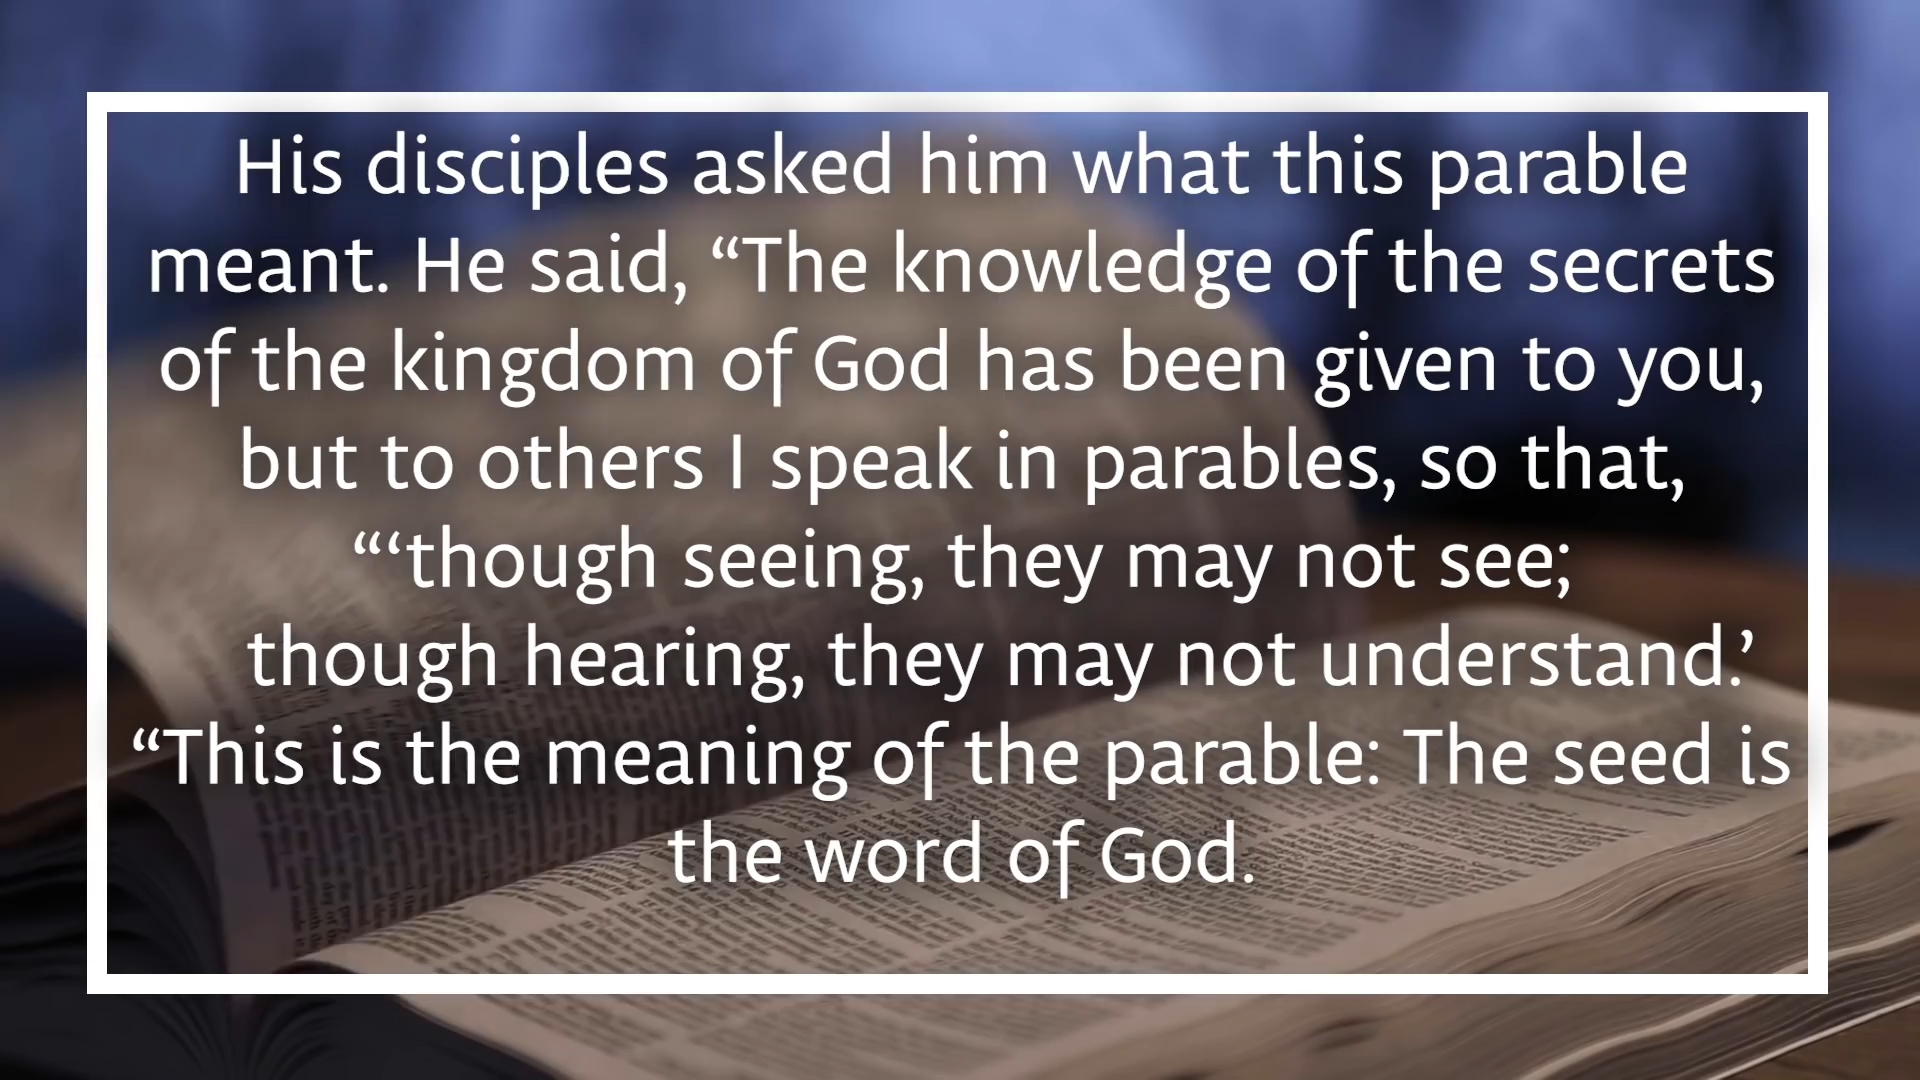 His disciples asked him what this parable
meant. He said, “The knowledge of the secrets
of the kingdom of God has been given to you,
but to others I speak in parables, so that,
“‘though seeing, they may not see;
though hearing, they may not understand.’
“This is the meaning of the parable: The seed is
the word of God.